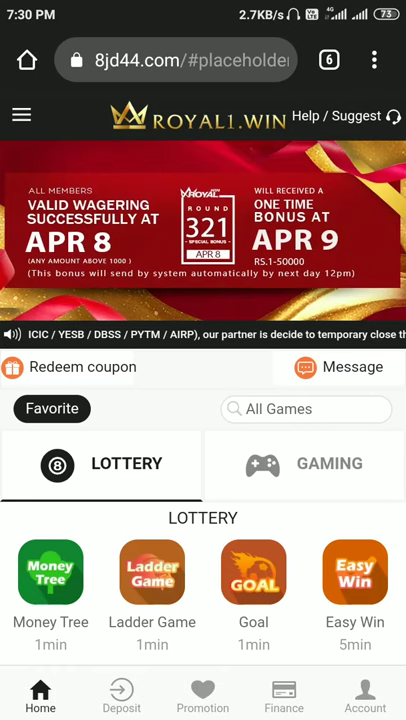 7:30 PM
2.7KB/s
Vo
LTE
4G
73
8jd44.com/#placeholde
6
ROYAL1.WIN
Help / Suggest
ALL MEMBERS
VALID WAGERING
SUCCESSFULLY AT
APR 8
(ANY AMOUNT ABOVE 1000 )
ROYAL
ROUND
321
- SPECIAL BONUS -
APR 8
WILL RECEIVED A
ONE TIME
BONUS AT
APR 9
RS.1-50000
(This bonus will send by system automatically by next day 12pm)
ICIC / YESB / DBSS / PYTM / AIRP), our partner is decide to temporary close th
Redeem coupon
Message
Favorite
All Games
8
LOTTERY
GAMING
LOTTERY
Money
Tree
Ladder
Game
GOAL
Easy
Win
Money Tree
Ladder Game
Goal
Easy Win
1min
1min
1min
5min
Home
Deposit
Promotion
Finance
Account